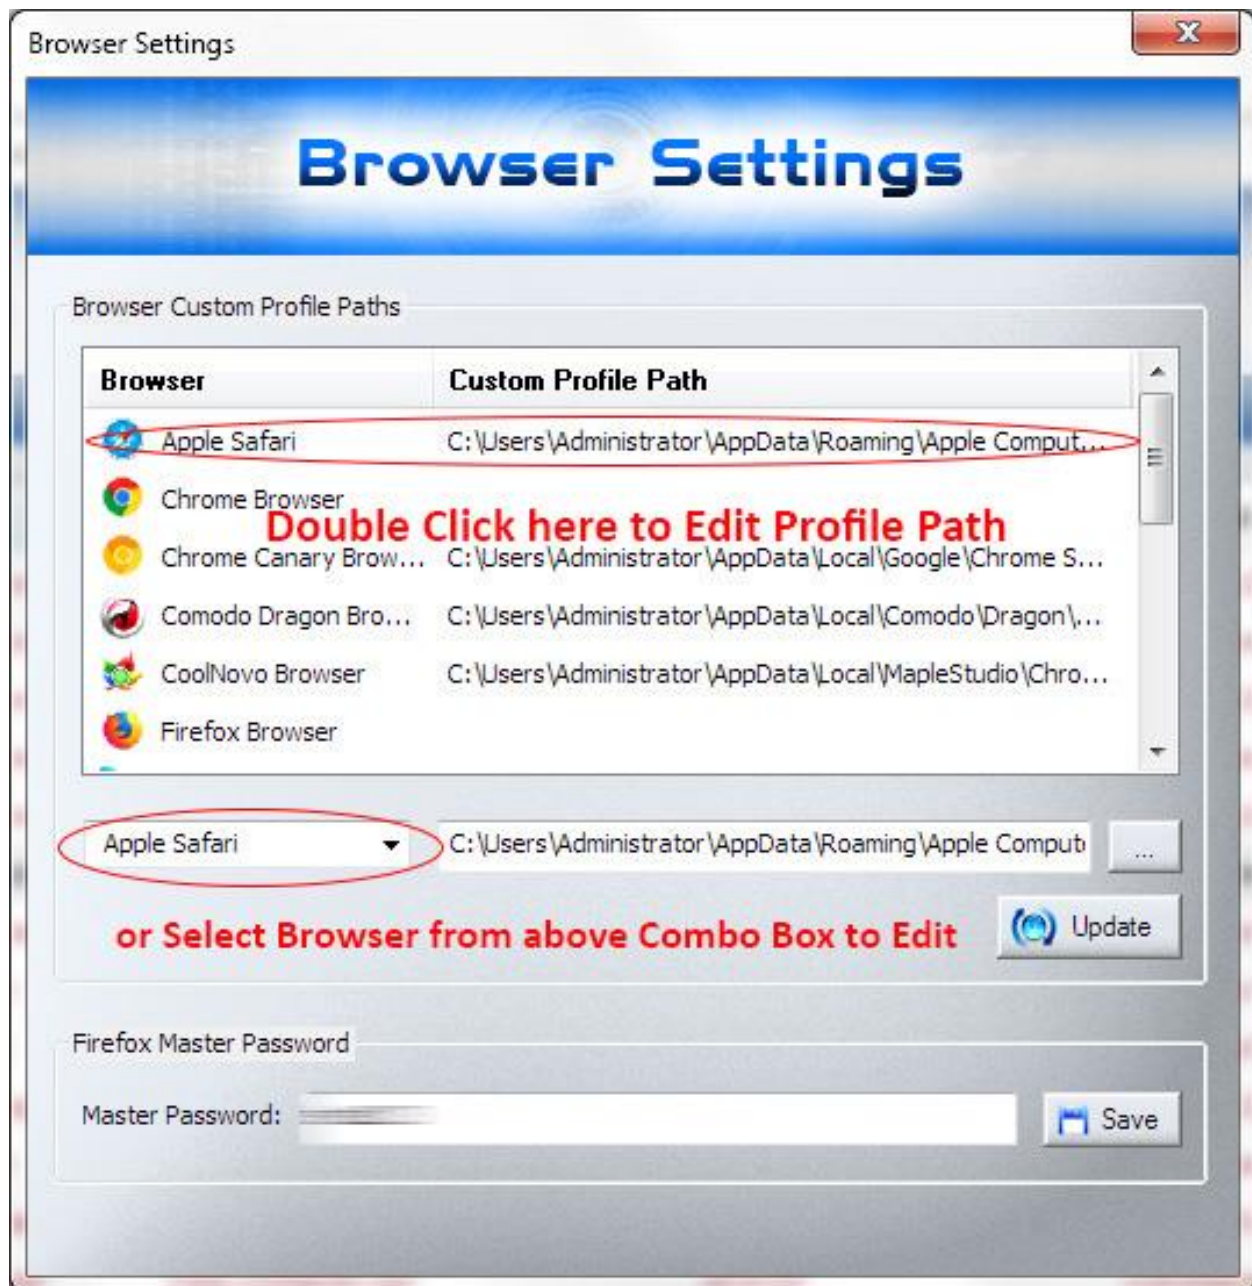 Browser Settings
Browser Settings
Browser Custom Profile Paths
Browser Custom Profile Path
Apple Safari C:\Users\Administrator\AppData\Roaming\Apple Comput...
Chrome Browser
Double Click here to Edit Profile Path
Chrome Canary Brow... C:\Users\Administrator\AppData\Local\Google\Chrome S...
Comodo Dragon Bro... C:\Users\Administrator\AppData\Local\Comodo\Dragon\...
CoolNovo Browser C:\Users\Administrator\AppData\Local\MapleStudio\Chro...
Firefox Browser
Apple Safari C:\Users\Administrator\AppData\Roaming\Apple Compute ...
or Select Browser from above Combo Box to Edit Update
Firefox Master Password
Master Password: Save